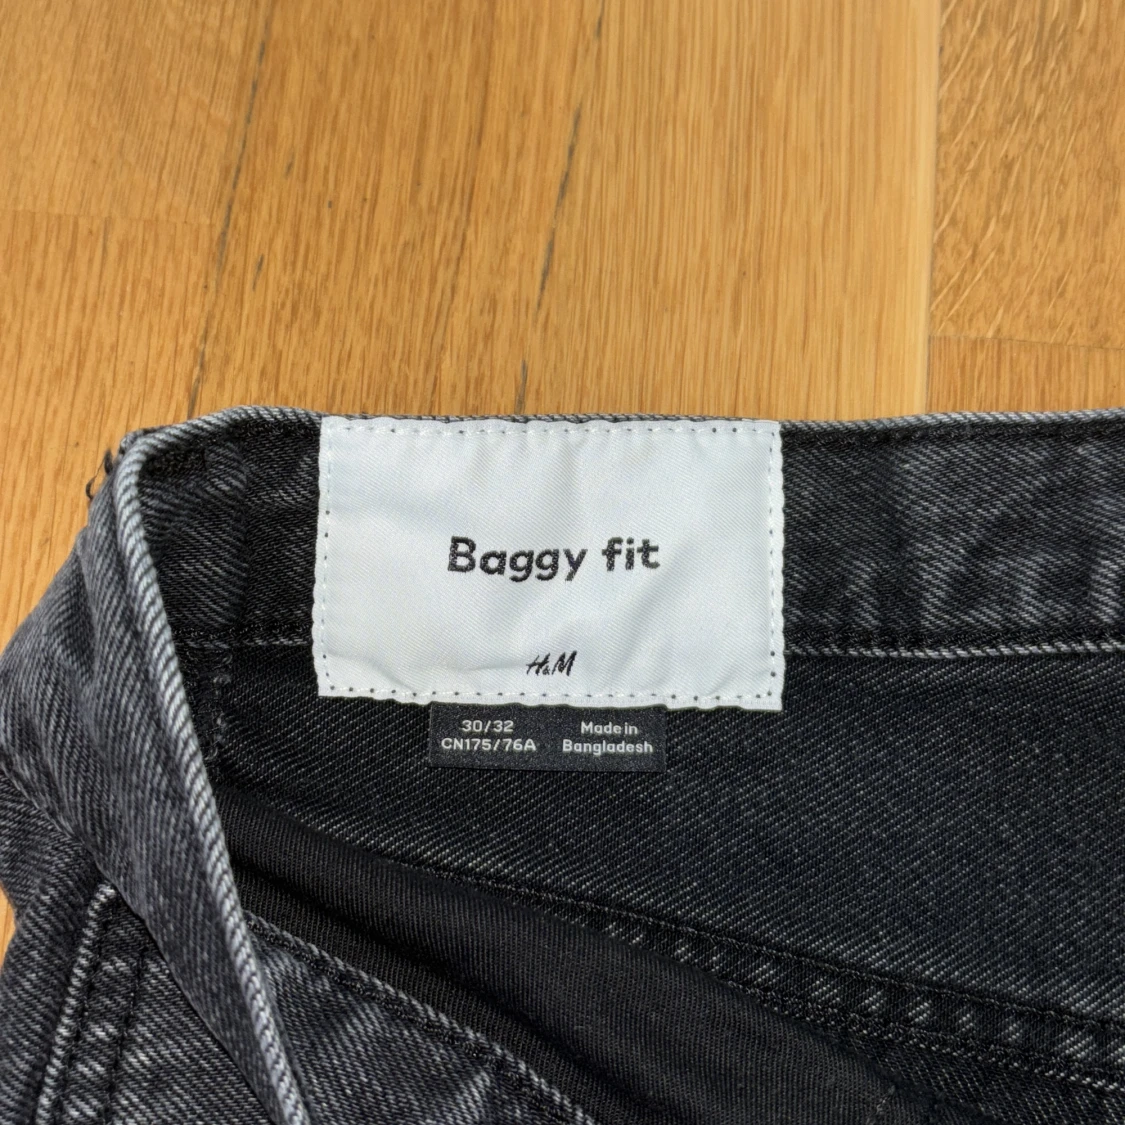 Baggy fit
H&M
30/32
CN175/76A
Made in
Bangladesh